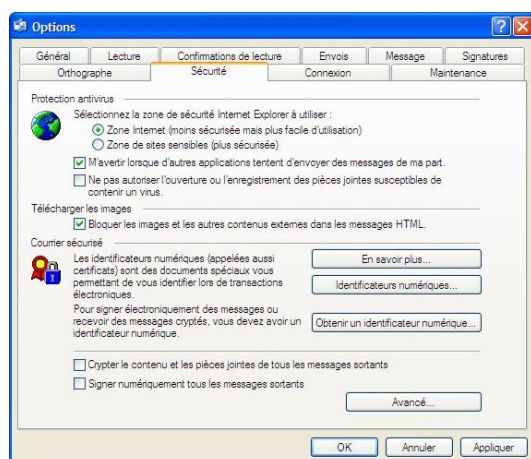 Options
Général Lecture Confirmations de lecture Envois Message Signatures
Orthographe Sécurité Connexion Maintenance
Protection antivirus
Sélectionnez la zone de sécurité Internet Explorer à utiliser :
Zone Internet (moins sécurisée mais plus facile d'utilisation)
Zone de sites sensibles (plus sécurisée)
M'avertir lorsque d'autres applications tentent d'envoyer des messages de ma part.
Ne pas autoriser l'ouverture ou l'enregistrement des pièces jointes susceptibles de
contenir un virus.
Télécharger les images
Bloquer les images et les autres contenus externes dans les messages HTML.
Courrier sécurisé
Les identificateurs numériques (appelées aussi
certificats) sont des documents spéciaux vous
permettant de vous identifier lors de transactions
électroniques.
En savoir plus...
Identificateurs numériques...
Pour signer électroniquement des messages ou
recevoir des messages cryptés, vous devez avoir un
identificateur numérique.
Obtenir un identificateur numérique...
Crypter le contenu et les pièces jointes de tous les messages sortants
Signer numériquement tous les messages sortants
Avancé...
OK Annuler Appliquer